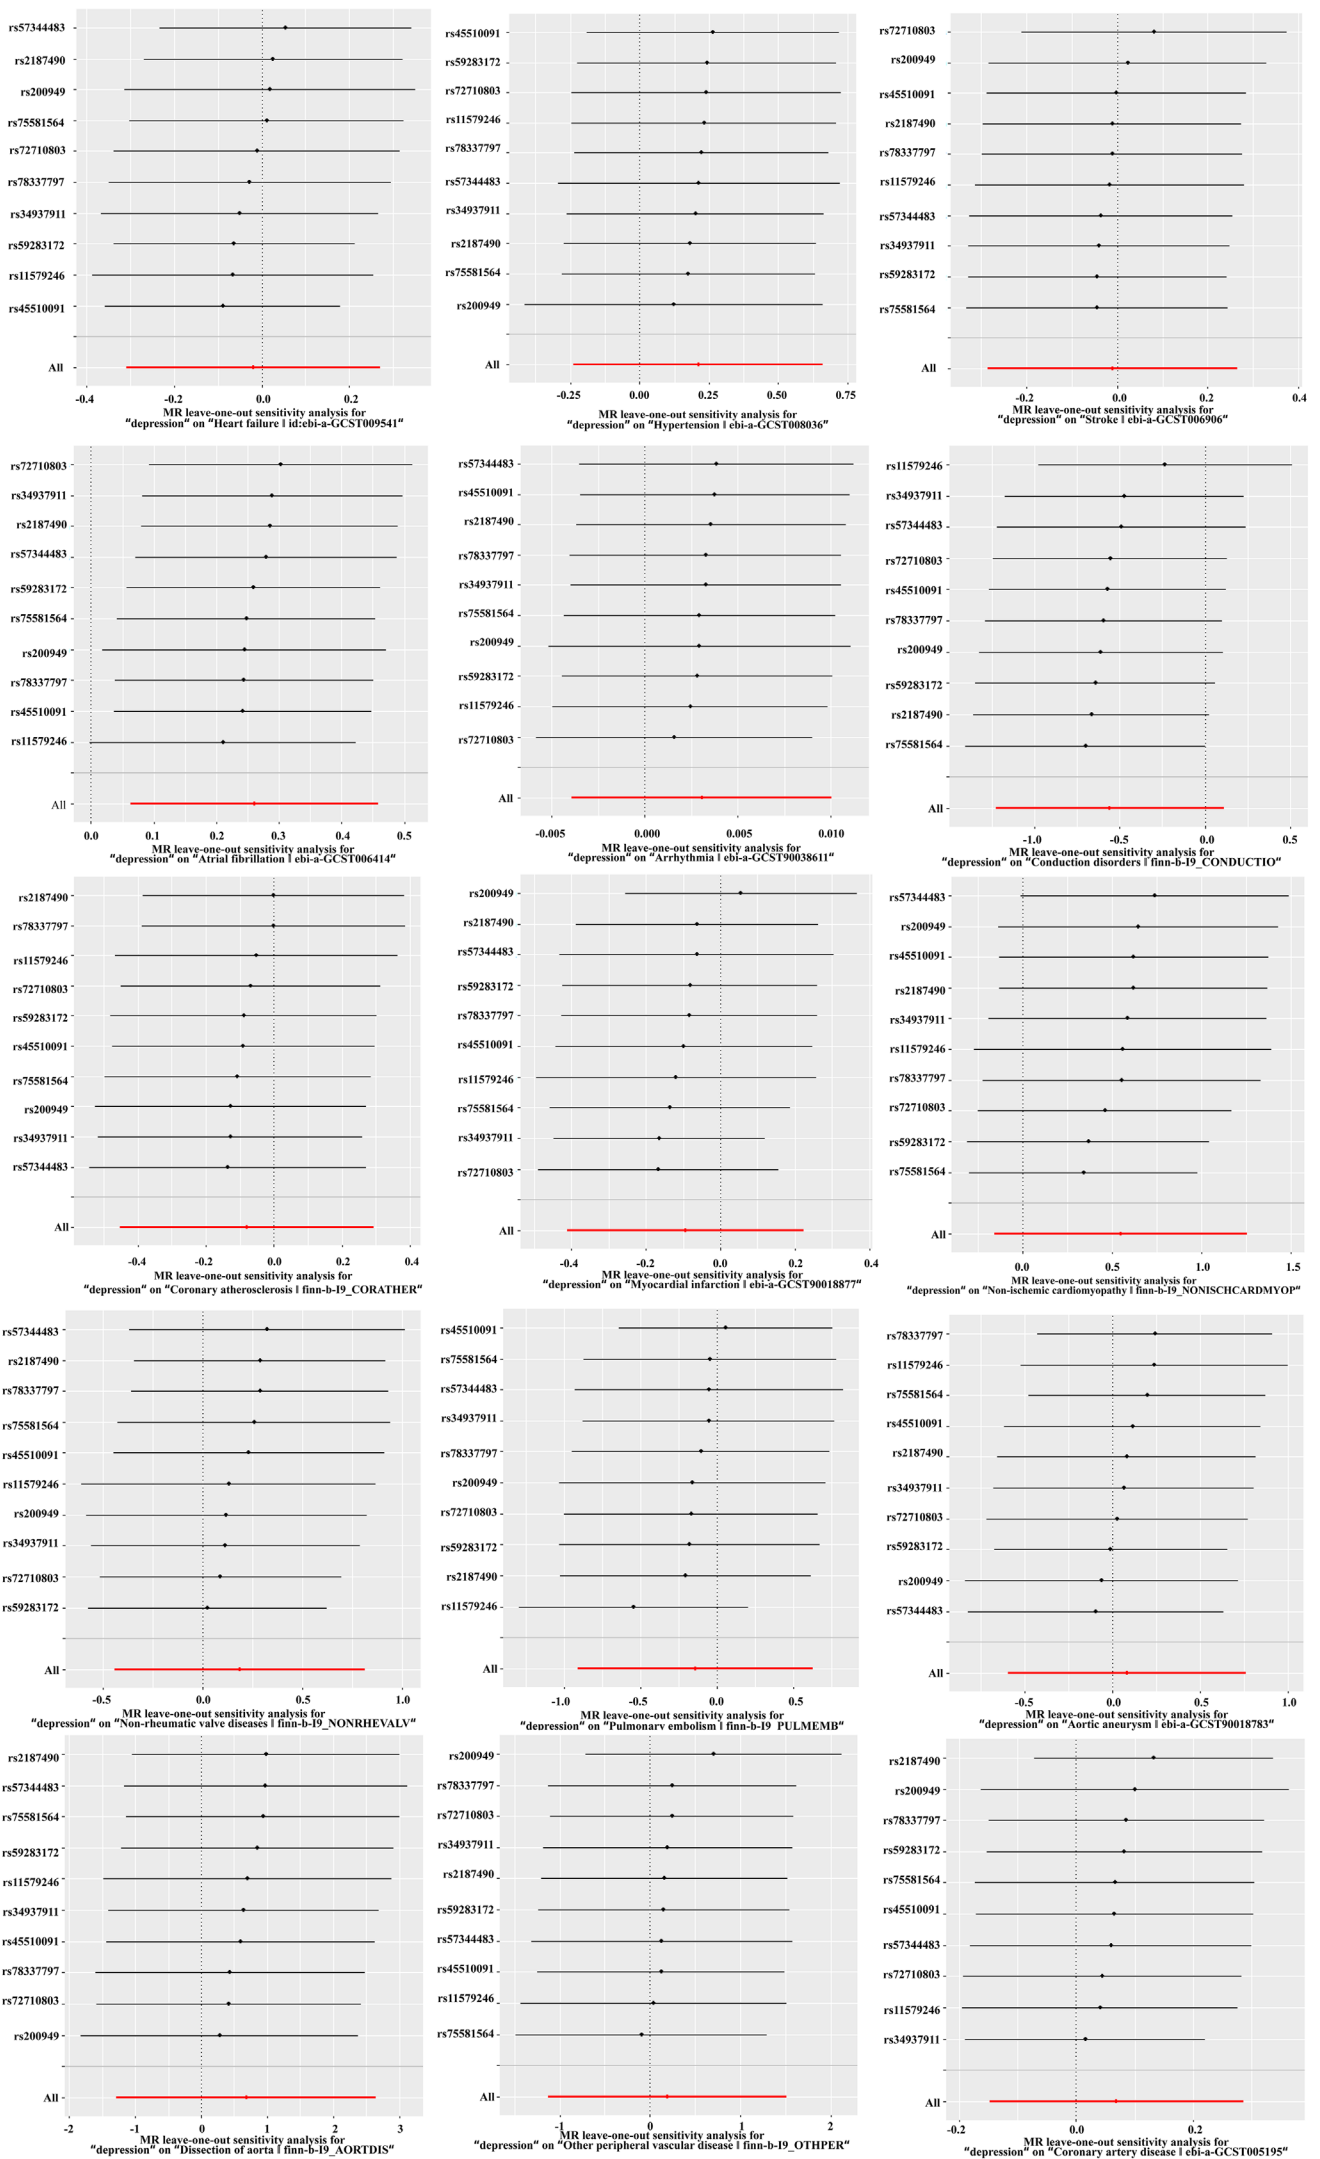 rs57344483
rs2187490
rs200949
rs75581564
rs72710803
rs78337797
rs34937911
rs59283172
rs11579246
rs45510091
All
-0.4 -0.2 0.0 0.2
MR leave-one-out sensitivity analysis for
“depression“ on “Heart failure || id:ebi-a-GCST009541“
rs45510091
rs59283172
rs72710803
rs11579246
rs78337797
rs57344483
rs34937911
rs2187490
rs75581564
rs200949
All
-0.25 0.00 0.25 0.50 0.75
MR leave-one-out sensitivity analysis for
“depression“ on “Hypertension || ebi-a-GCST008036“
rs72710803
rs200949
rs45510091
rs2187490
rs78337797
rs11579246
rs57344483
rs34937911
rs59283172
rs75581564
All
-0.2 0.0 0.2 0.4
MR leave-one-out sensitivity analysis for
“depression“ on “Stroke || ebi-a-GCST006906“
rs72710803
rs34937911
rs2187490
rs57344483
rs59283172
rs75581564
rs200949
rs78337797
rs45510091
rs11579246
All
0.0 0.1 0.2 0.3 0.4 0.5
MR leave-one-out sensitivity analysis for
“depression“ on “Atrial fibrillation || ebi-a-GCST006414“
rs57344483
rs45510091
rs2187490
rs78337797
rs34937911
rs75581564
rs200949
rs59283172
rs11579246
rs72710803
All
-0.005 0.000 0.005 0.010
MR leave-one-out sensitivity analysis for
“depression“ on “Arrhythmia || ebi-a-GCST90038611“
rs11579246
rs34937911
rs57344483
rs72710803
rs45510091
rs78337797
rs200949
rs59283172
rs2187490
rs75581564
All
-1.0 -0.5 0.0 0.5
MR leave-one-out sensitivity analysis for
“depression“ on “Conduction disorders || finn-b-I9_CONDUCTIO“
rs2187490
rs78337797
rs11579246
rs72710803
rs59283172
rs45510091
rs75581564
rs200949
rs34937911
rs57344483
All
-0.4 -0.2 0.0 0.2 0.4
MR leave-one-out sensitivity analysis for
“depression“ on “Coronary atherosclerosis || finn-b-I9_CORATHER“
rs200949
rs2187490
rs57344483
rs59283172
rs78337797
rs45510091
rs11579246
rs75581564
rs34937911
rs72710803
All
-0.4 -0.2 0.0 0.2 0.4
MR leave-one-out sensitivity analysis for
“depression“ on “Myocardial infarction || ebi-a-GCST90018877“
rs57344483
rs200949
rs45510091
rs2187490
rs34937911
rs11579246
rs78337797
rs72710803
rs59283172
rs75581564
All
0.0 0.5 1.0 1.5
MR leave-one-out sensitivity analysis for
“depression“ on “Non-ischemic cardiomyopathy || finn-b-I9_NONISCHCARDMYOP“
rs57344483
rs2187490
rs78337797
rs75581564
rs45510091
rs11579246
rs200949
rs34937911
rs72710803
rs59283172
All
-0.5 0.0 0.5 1.0
MR leave-one-out sensitivity analysis for
“depression“ on “Non-rheumatic valve diseases || finn-b-I9_NONRHEVALV“
rs45510091
rs75581564
rs57344483
rs34937911
rs78337797
rs200949
rs72710803
rs59283172
rs2187490
rs11579246
All
-1.0 -0.5 0.0 0.5
MR leave-one-out sensitivity analysis for
“depression“ on “Pulmonary embolism || finn-b-I9_PULMEMB“
rs78337797
rs11579246
rs75581564
rs45510091
rs2187490
rs34937911
rs72710803
rs59283172
rs200949
rs57344483
All
-0.5 0.0 0.5 1.0
MR leave-one-out sensitivity analysis for
“depression“ on “Aortic aneurysm || ebi-a-GCST90018783“
rs2187490
rs57344483
rs75581564
rs59283172
rs11579246
rs34937911
rs45510091
rs78337797
rs72710803
rs200949
All
-2 -1 0 1 2 3
MR leave-one-out sensitivity analysis for
“depression“ on “Dissection of aorta || finn-b-I9_AORTDIS“
rs200949
rs78337797
rs72710803
rs34937911
rs2187490
rs59283172
rs57344483
rs45510091
rs11579246
rs75581564
All
-1 0 1 2
MR leave-one-out sensitivity analysis for
“depression“ on “Other peripheral vascular disease || finn-b-I9_OTHPER“
rs2187490
rs200949
rs78337797
rs59283172
rs75581564
rs45510091
rs57344483
rs72710803
rs11579246
rs34937911
All
-0.2 0.0 0.2
MR leave-one-out sensitivity analysis for
“depression“ on “Coronary artery disease || ebi-a-GCST005195“